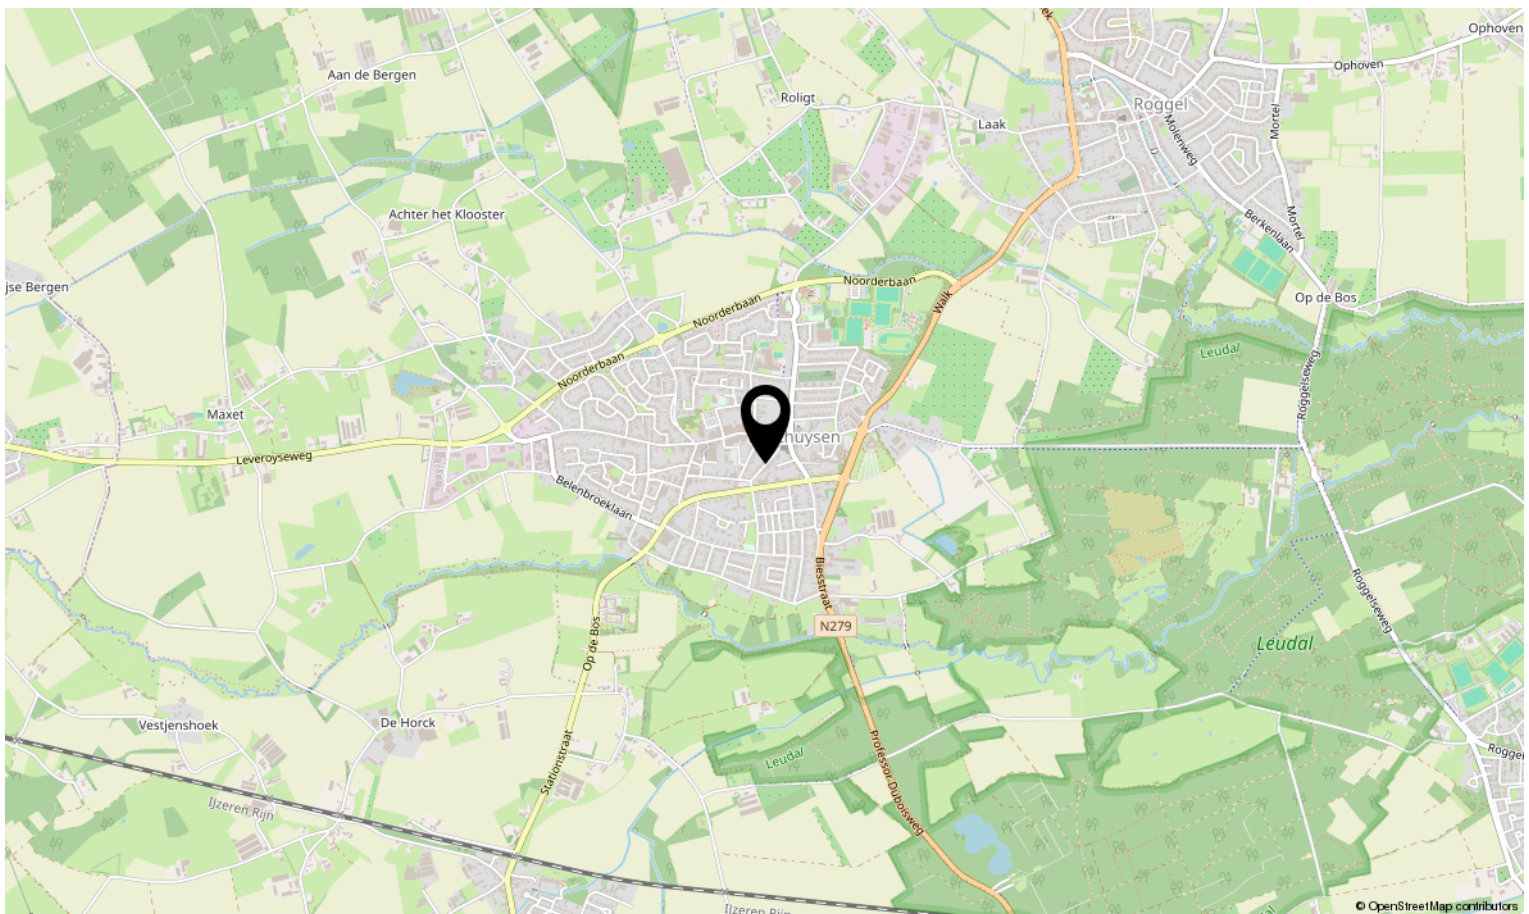 Ophoven
Ophoven
Aan de Bergen
Roligt
Roggel
Mortel
Laak
Molenweg
Achter het Klooster
Mortel
Berkenlaan
Noorderbaan
jse Bergen
Op de Bos
Walk
Noorderbaan
Leudal
Noorderbaan
Roggelseweg
Maxet
huysen
Leveroyseweg
Belenbroeklaan
Biesstraat
Roggelseweg
N279
Op de Bos
Leudal
Vestjenshoek
De Horck
Roggel
Leudal
Stationstraat
Professor Duboisweg
IJzeren Rijn
IJzeren Rijn
© OpenStreetMap contributors